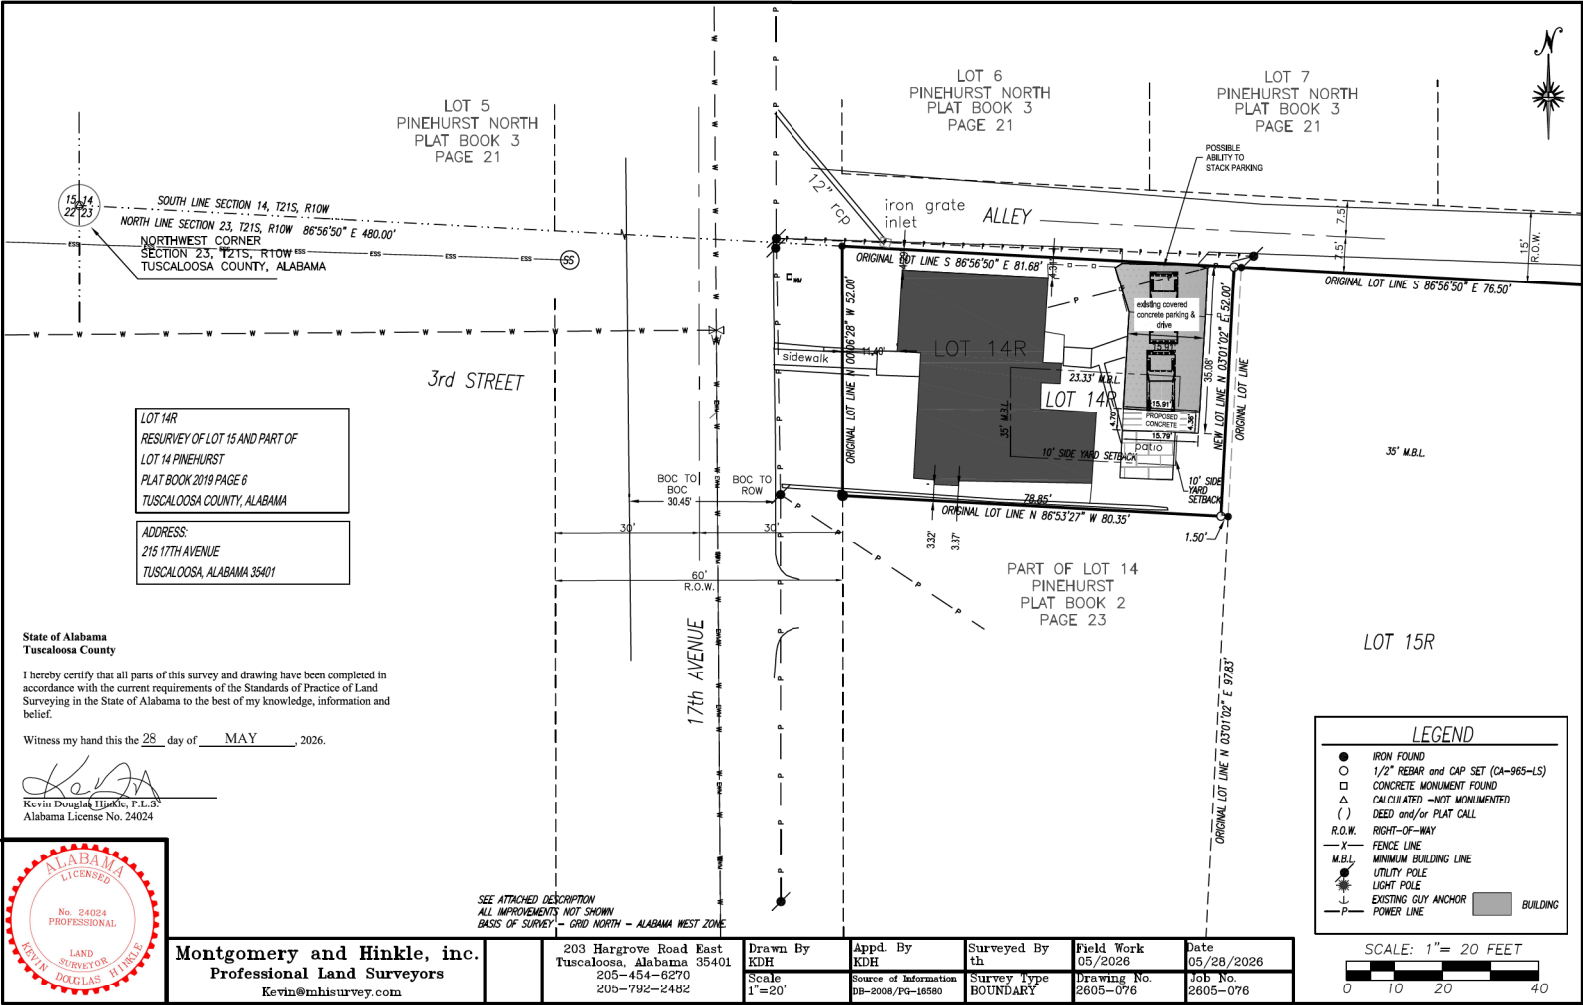 LOT 5
PINEHURST NORTH
PLAT BOOK 3
PAGE 21
LOT 6
PINEHURST NORTH
PLAT BOOK 3
PAGE 21
LOT 7
PINEHURST NORTH
PLAT BOOK 3
PAGE 21
N
POSSIBLE
ABILITY TO
STACK PARKING
15 14
22 23
SOUTH LINE SECTION 14, T21S, R10W
NORTH LINE SECTION 23, T21S, R10W 86°56'50" E 480.00'
NORTHWEST CORNER
SECTION 23, T21S, R10W
TUSCALOOSA COUNTY, ALABAMA
ESS
ESS
ESS
ESS
ESS
SS
12" rcp
iron grate
inlet
ALLEY
7.5'
7.5'
15'
R.O.W.
ORIGINAL LOT LINE S 86°56'50" E 81.68'
ORIGINAL LOT LINE S 86°56'50" E 76.50'
4.31'
WM
existing covered
concrete parking &
drive
15.91'
35.08'
ORIGINAL LOT LINE N 00°06'28" W 52.00'
NEW LOT LINE N 03°01'02" E 52.00'
ORIGINAL LOT LINE
sidewalk
11.40'
LOT 14R
23.33' M.B.L.
LOT 14R
35' M.B.L.
15.91'
4.70'
PROPOSED
CONCRETE
4.36'
15.79'
patio
10' SIDE YARD SETBACK
10' SIDE
YARD
SETBACK
35' M.B.L.
3rd STREET
LOT 14R
RESURVEY OF LOT 15 AND PART OF
LOT 14 PINEHURST
PLAT BOOK 2019 PAGE 6
TUSCALOOSA COUNTY, ALABAMA
ADDRESS:
215 17TH AVENUE
TUSCALOOSA, ALABAMA 35401
BOC TO
BOC
30.45'
BOC TO
ROW
30'
30'
60'
R.O.W.
78.85'
ORIGINAL LOT LINE N 86°53'27" W 80.35'
3.32'
3.37'
1.50'
PART OF LOT 14
PINEHURST
PLAT BOOK 2
PAGE 23
LOT 15R
17th AVENUE
ORIGINAL LOT LINE N 03°01'02" E 97.83'
State of Alabama
Tuscaloosa County
I hereby certify that all parts of this survey and drawing have been completed in
accordance with the current requirements of the Standards of Practice of Land
Surveying in the State of Alabama to the best of my knowledge, information and
belief.
Witness my hand this the 28 day of MAY, 2026.
Kevin Douglas Hinkle, P.L.S.
Alabama License No. 24024
ALABAMA
LICENSED
No. 24024
PROFESSIONAL
LAND
SURVEYOR
KEVIN DOUGLAS HINKLE
SEE ATTACHED DESCRIPTION
ALL IMPROVEMENTS NOT SHOWN
BASIS OF SURVEY - GRID NORTH - ALABAMA WEST ZONE
LEGEND
IRON FOUND
1/2" REBAR and CAP SET (CA-965-LS)
CONCRETE MONUMENT FOUND
CALCULATED -NOT MONUMENTED
( ) DEED and/or PLAT CALL
R.O.W. RIGHT-OF-WAY
—X— FENCE LINE
M.B.L. MINIMUM BUILDING LINE
UTILITY POLE
LIGHT POLE
EXISTING GUY ANCHOR
—P— POWER LINE
BUILDING
SCALE: 1"= 20 FEET
0 10 20 40
Montgomery and Hinkle, inc.
Professional Land Surveyors
Kevin@mhisurvey.com
203 Hargrove Road East
Tuscaloosa, Alabama 35401
205-454-6270
205-792-2482
Drawn By
KDH
Appd. By
KDH
Surveyed By
th
Field Work
05/2026
Date
05/28/2026
Scale
1"=20'
Source of Information
DB-2008/PG-16580
Survey Type
BOUNDARY
Drawing No.
2605-076
Job No.
2605-076